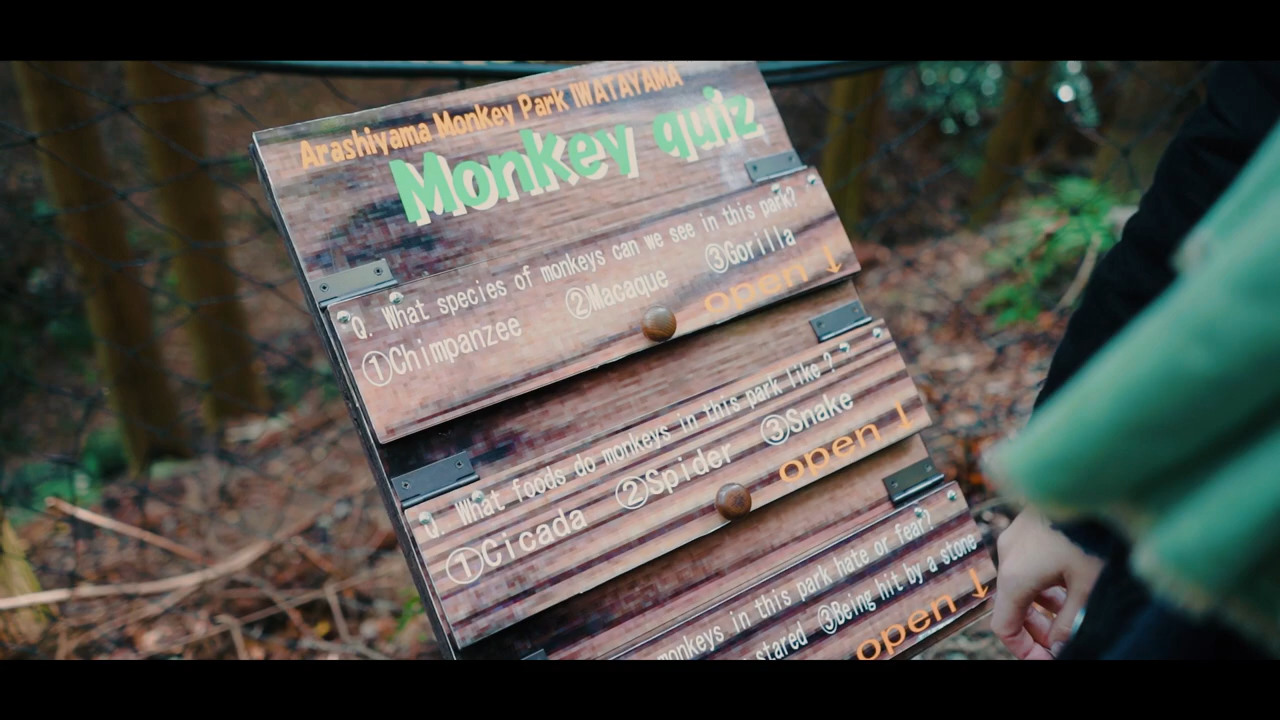 Arashiyama Monkey Park IWATAYAMA
Monkey quiz
Q. What species of monkeys can we see in this park?
①Chimpanzee ②Macaque ③Gorilla
open ↓
Q. What foods do monkeys in this park like ?
①Cicada ②Spider ③Snake
open ↓
monkeys in this park hate or fear?
stared ③Being hit by a stone
open ↓